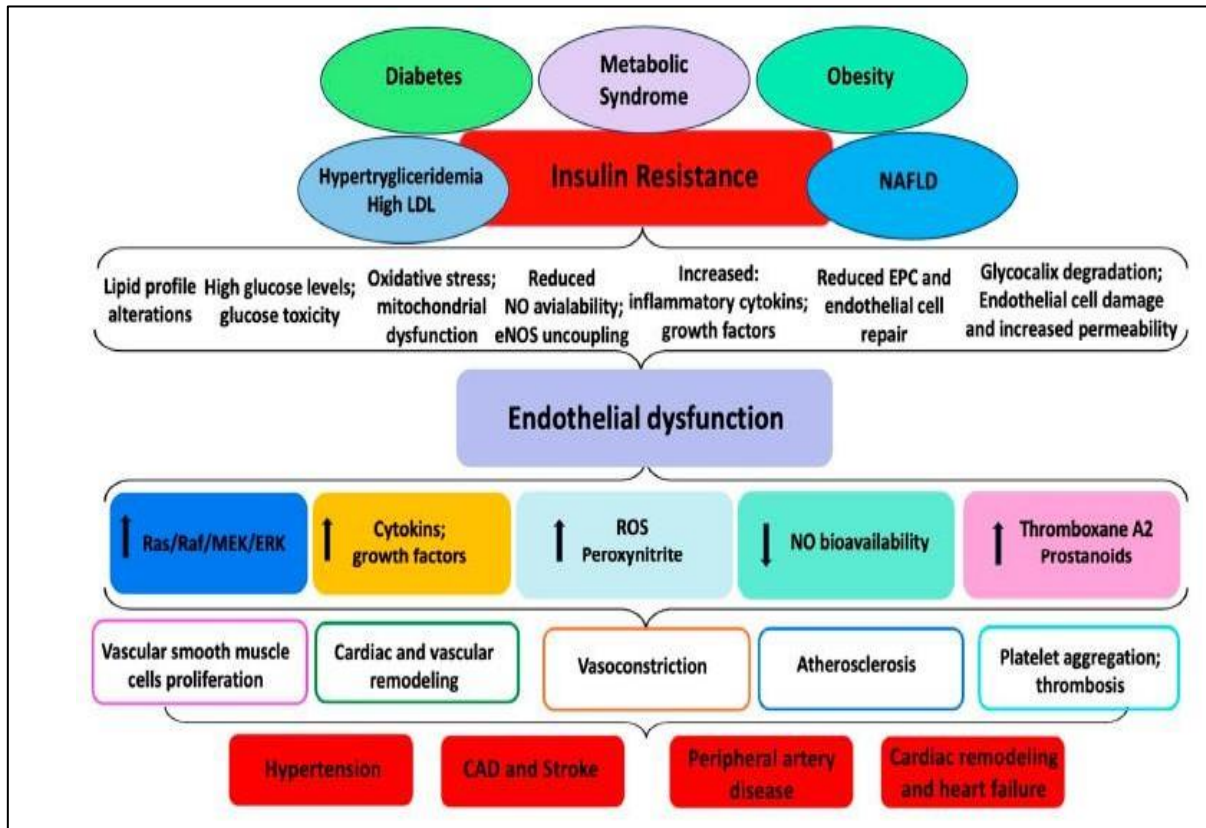 Diabetes
Metabolic
Syndrome
Obesity
Hypertrygliceridemia
High LDL
Insulin Resistance
NAFLD
Lipid profile
alterations
High glucose levels;
glucose toxicity
Oxidative stress;
mitochondrial
dysfunction
Reduced
NO avialability;
eNOS uncoupling
Increased:
inflammatory cytokins;
growth factors
Reduced EPC and
endothelial cell
repair
Glycocalix degradation;
Endothelial cell damage
and increased permeability
Endothelial dysfunction
Ras/Raf/MEK/ERK
Cytokins;
growth factors
ROS
Peroxynitrite
NO bioavailability
Thromboxane A2
Prostanoids
Vascular smooth muscle
cells proliferation
Cardiac and vascular
remodeling
Vasoconstriction
Atherosclerosis
Platelet aggregation;
thrombosis
Hypertension
CAD and Stroke
Peripheral artery
disease
Cardiac remodeling
and heart failure